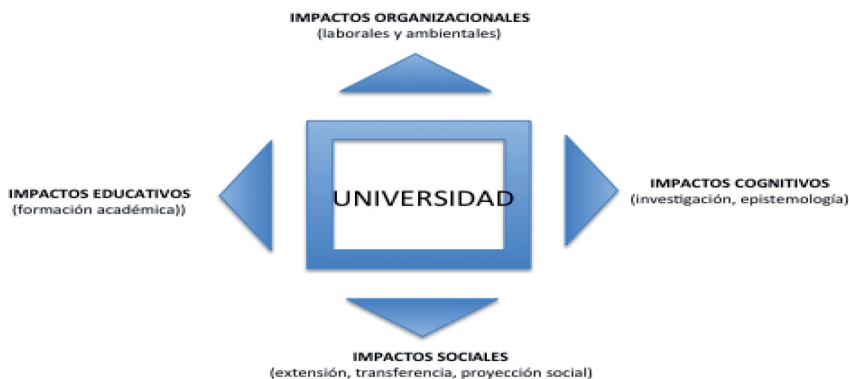 IMPACTOS ORGANIZACIONALES
(laborales y ambientales)
IMPACTOS EDUCATIVOS
(formación académica))
UNIVERSIDAD
IMPACTOS COGNITIVOS
(investigación, epistemología)
IMPACTOS SOCIALES
(extensión, transferencia, proyección social)